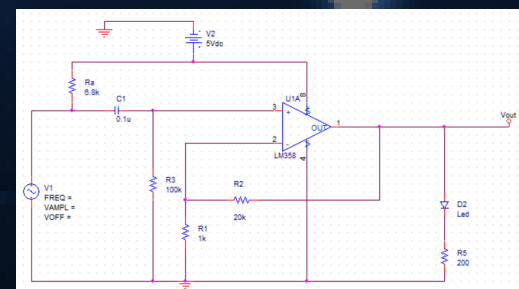 V2
5Vdc
Ra
6.8k
C1
0.1u
U1A
8
3
+
OUT
1
Vout
2
-
LM358
4
R3
100k
R2
20k
V1
FREQ =
VAMPL =
VOFF =
R1
1k
D2
Led
R5
200